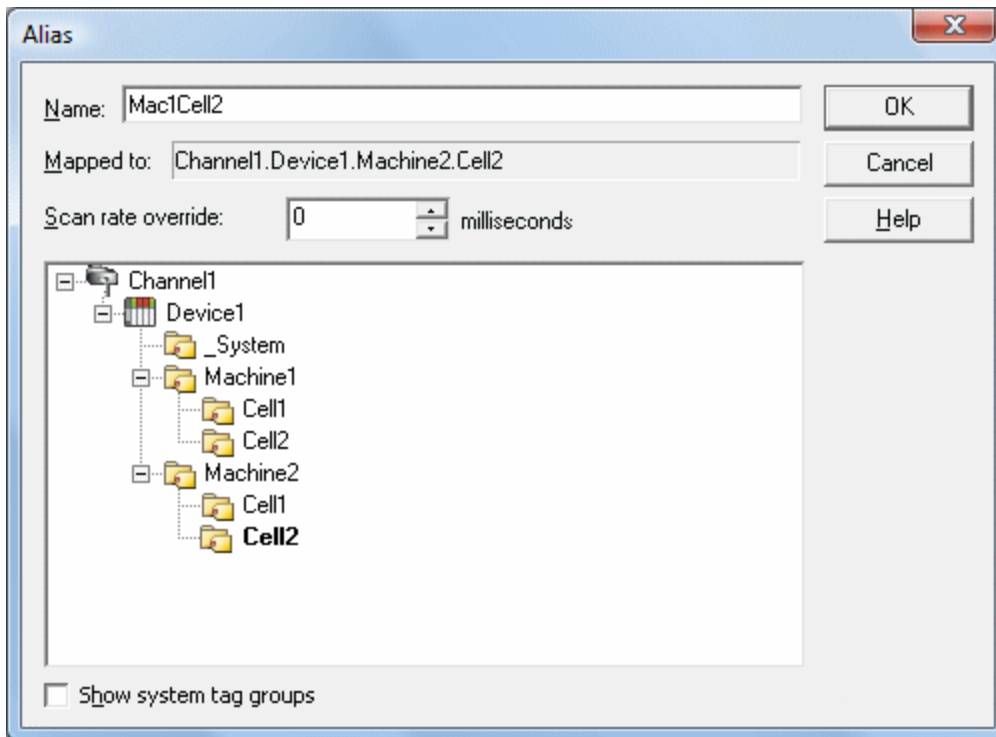 Alias
Name: Mac1Cell2
OK
Mapped to: Channel1.Device1.Machine2.Cell2
Cancel
Scan rate override: 0 milliseconds
Help
Channel1
Device1
_System
Machine1
Cell1
Cell2
Machine2
Cell1
Cell2
Show system tag groups